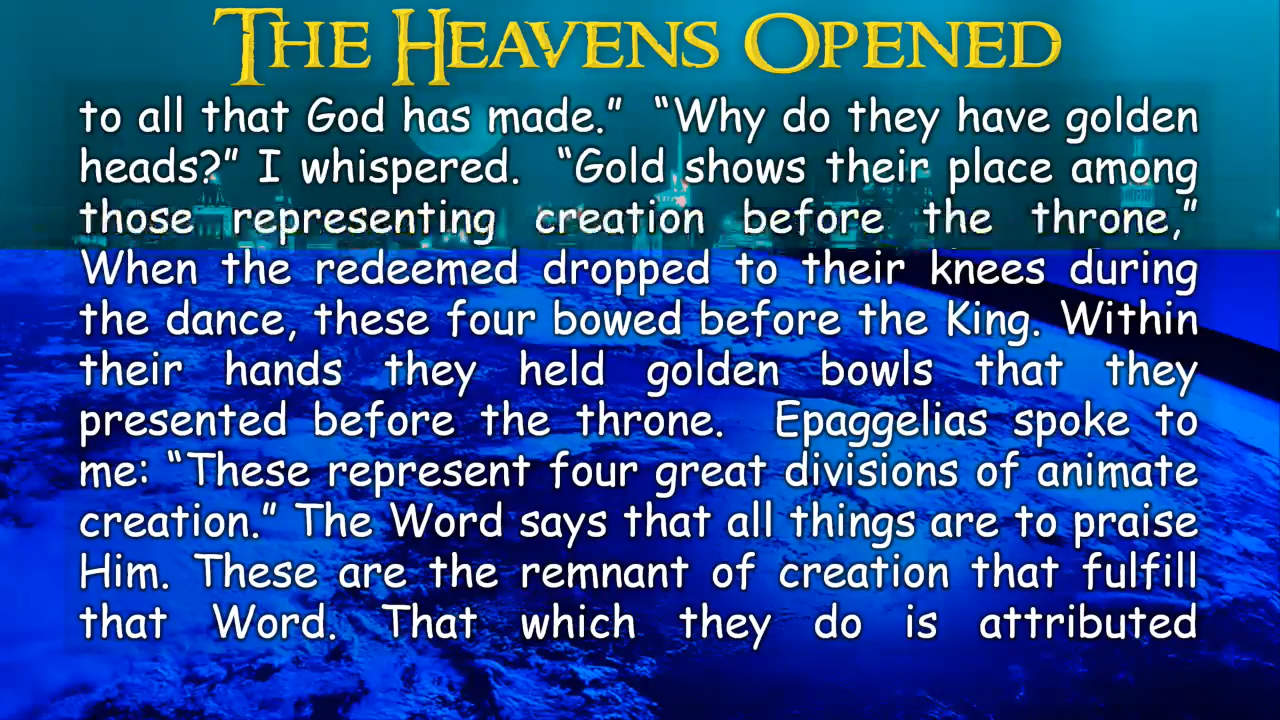 THE HEAVENS OPENED
to all that God has made.” “Why do they have golden
heads?” I whispered. “Gold shows their place among
those representing creation before the throne,”
When the redeemed dropped to their knees during
the dance, these four bowed before the King. Within
their hands they held golden bowls that they
presented before the throne. Epaggelias spoke to
me: “These represent four great divisions of animate
creation.” The Word says that all things are to praise
Him. These are the remnant of creation that fulfill
that Word. That which they do is attributed